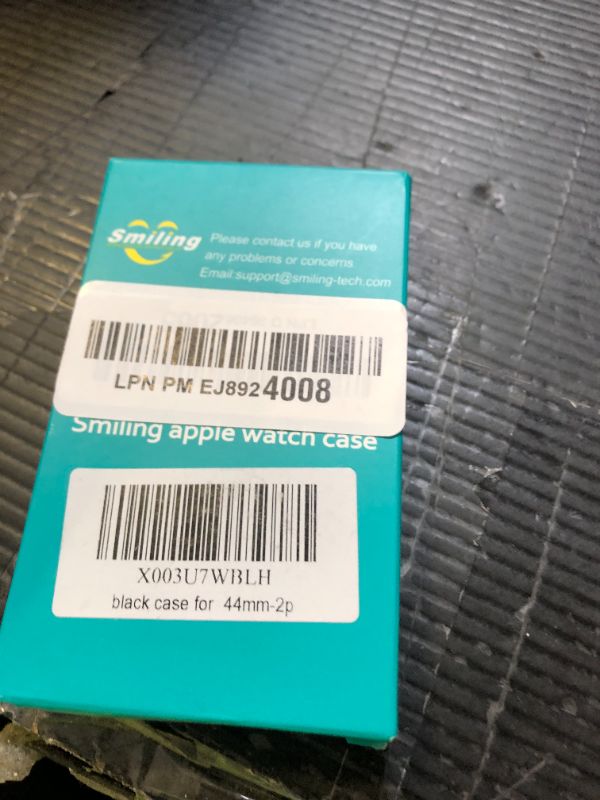 Smiling
Please contact us if you have
any problems or concerns
Email:support@smiling-tech.com
LPN PM EJ8924008
Smiling apple watch case
X003U7WBLH
black case for 44mm-2p